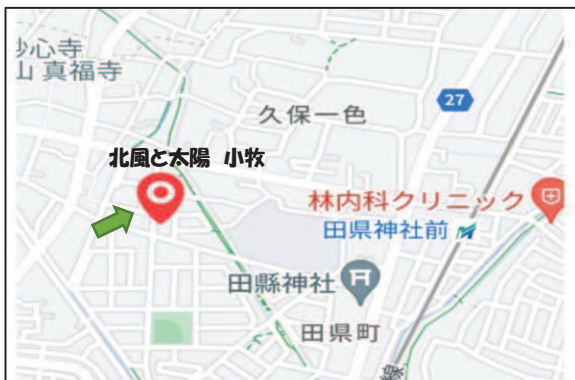 心寺
山 真福寺
久保一色
27
北風と太陽 小牧
林内科クリニック
田県神社前
田縣神社
田県町
線